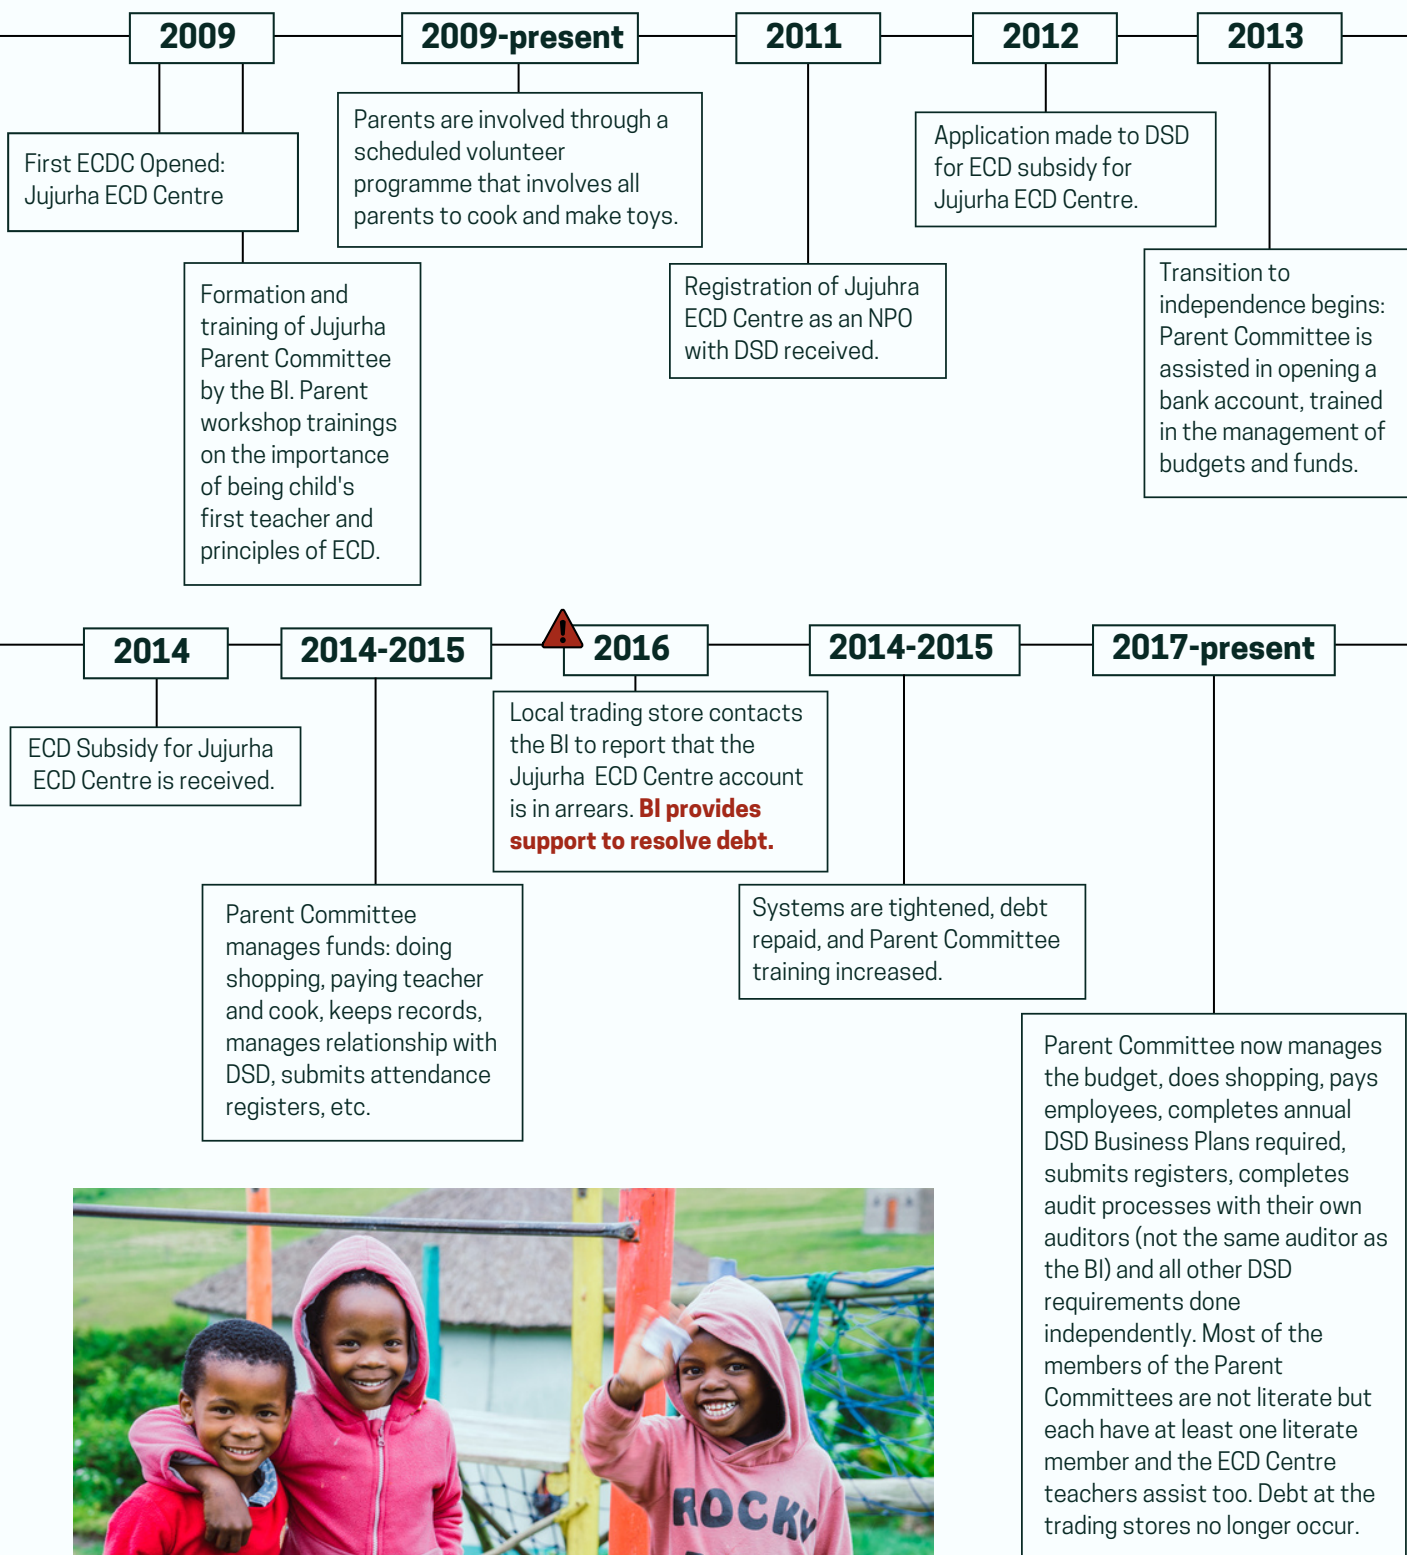 2009
First ECDC Opened:
Jujurha ECD Centre
Formation and
training of Jujurha
Parent Committee
by the BI. Parent
workshop trainings
on the importance
of being child's
first teacher and
principles of ECD.
2009-present
Parents are involved through a
scheduled volunteer
programme that involves all
parents to cook and make toys.
2011
Registration of Jujuhra
ECD Centre as an NPO
with DSD received.
2012
Application made to DSD
for ECD subsidy for
Jujurha ECD Centre.
2013
Transition to
independence begins:
Parent Committee is
assisted in opening a
bank account, trained
in the management of
budgets and funds.
2014
ECD Subsidy for Jujurha
ECD Centre is received.
2014-2015
Parent Committee
manages funds: doing
shopping, paying teacher
and cook, keeps records,
manages relationship with
DSD, submits attendance
registers, etc.
2016
Local trading store contacts
the BI to report that the
Jujurha ECD Centre account
is in arrears. BI provides
support to resolve debt.
2014-2015
Systems are tightened, debt
repaid, and Parent Committee
training increased.
2017-present
Parent Committee now manages
the budget, does shopping, pays
employees, completes annual
DSD Business Plans required,
submits registers, completes
audit processes with their own
auditors (not the same auditor as
the BI) and all other DSD
requirements done
independently. Most of the
members of the Parent
Committees are not literate but
each have at least one literate
member and the ECD Centre
teachers assist too. Debt at the
trading stores no longer occur.
ROCKY